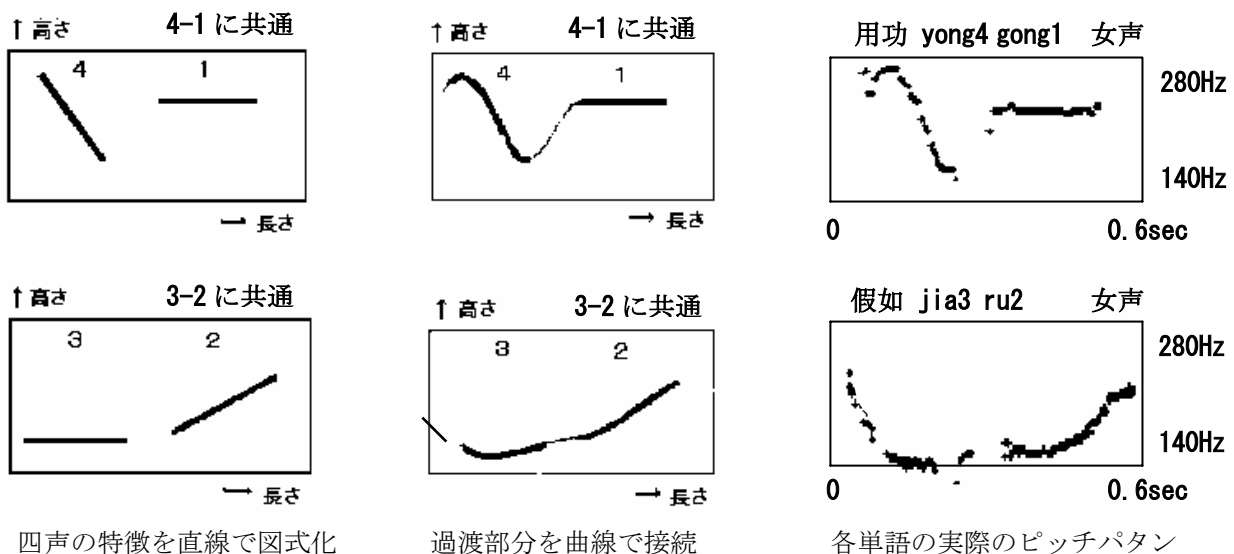 ↑高さ 4-1に共通
4 1
→ 長さ
↑高さ 4-1に共通
4 1
→ 長さ
用功 yong4 gong1 女声
280Hz
140Hz
0 0.6sec
↑高さ 3-2に共通
3 2
→ 長さ
↑高さ 3-2に共通
3 2
→ 長さ
假如 jia3 ru2 女声
280Hz
140Hz
0 0.6sec
四声の特徴を直線で図式化
過渡部分を曲線で接続
各単語の実際のピッチパタン